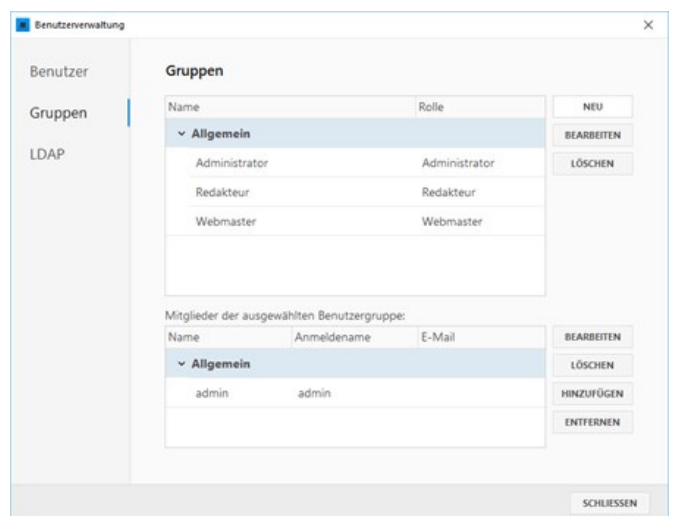 Benutzerverwaltung
Benutzer
Gruppen
LDAP
Gruppen
Name Rolle
Allgemein
Administrator Administrator
Redakteur Redakteur
Webmaster Webmaster
NEU
BEARBEITEN
LÖSCHEN
Mitglieder der ausgewählten Benutzergruppe:
Name Anmeldename E-Mail
Allgemein
admin admin
BEARBEITEN
LÖSCHEN
HINZUFÜGEN
ENTFERNEN
SCHLIESSEN